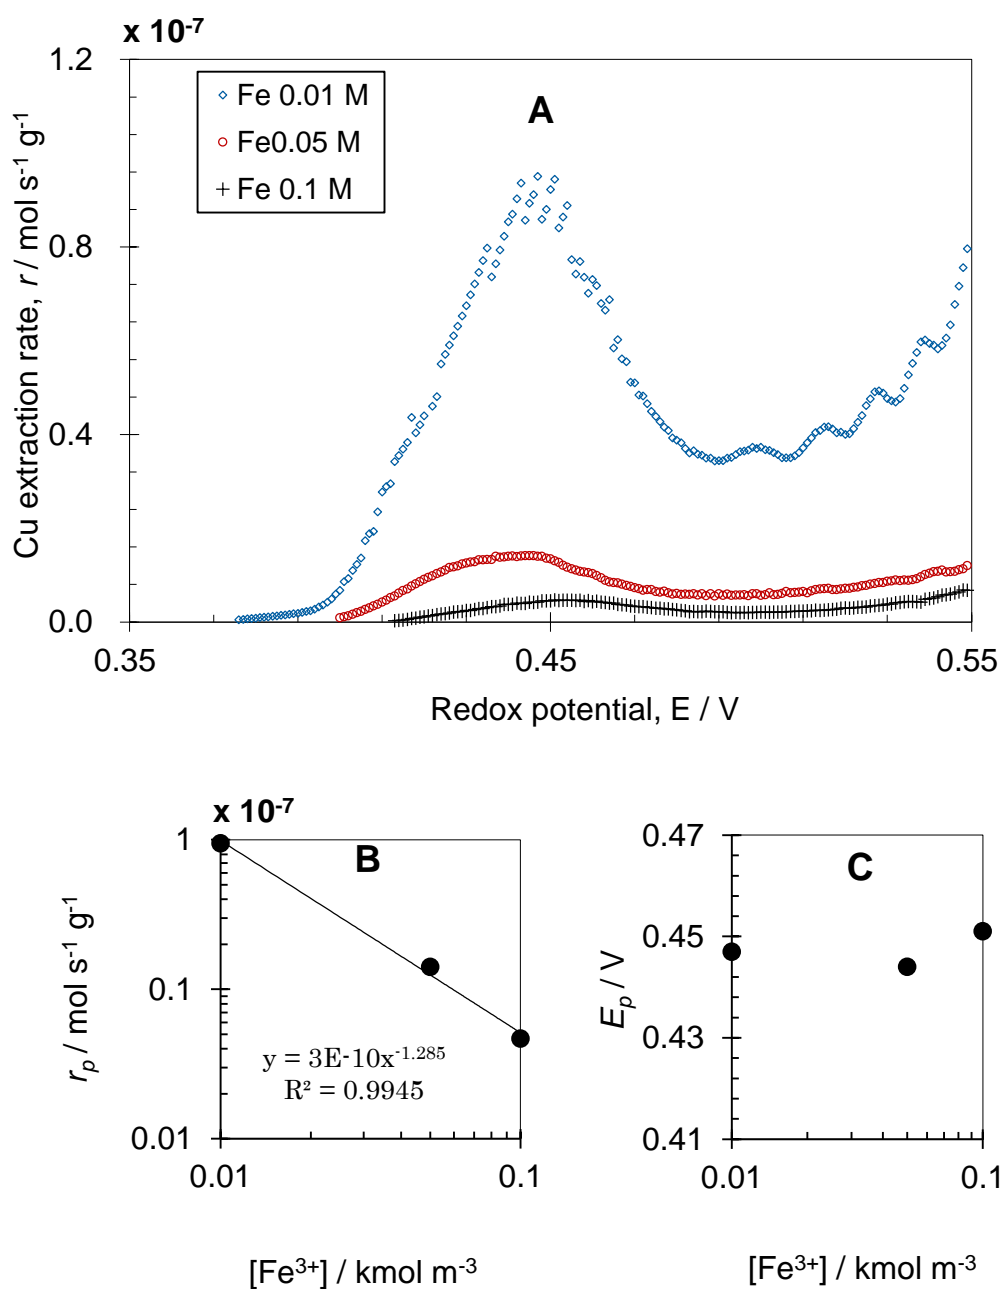 x 10-7
1.2
0.8
0.4
0.0
Cu extraction rate, r / mol s-1 g-1
Fe 0.01 M
Fe0.05 M
Fe 0.1 M
A
0.35
0.45
0.55
Redox potential, E / V
x 10-7
1
0.1
0.01
rp / mol s-1 g-1
B
y = 3E-10x-1.285
R² = 0.9945
0.01
0.1
[Fe3+] / kmol m-3
0.47
0.45
0.43
0.41
Ep / V
C
0.01
0.1
[Fe3+] / kmol m-3